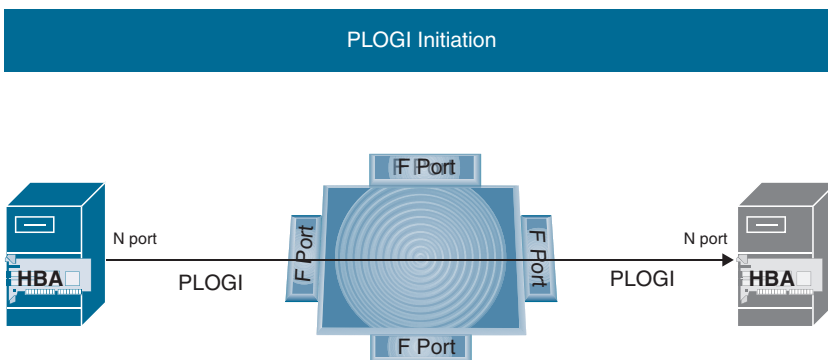 PLOGI Initiation
F Port
N port
F Port
F Port
N port
HBA
PLOGI
PLOGI
HBA
F Port